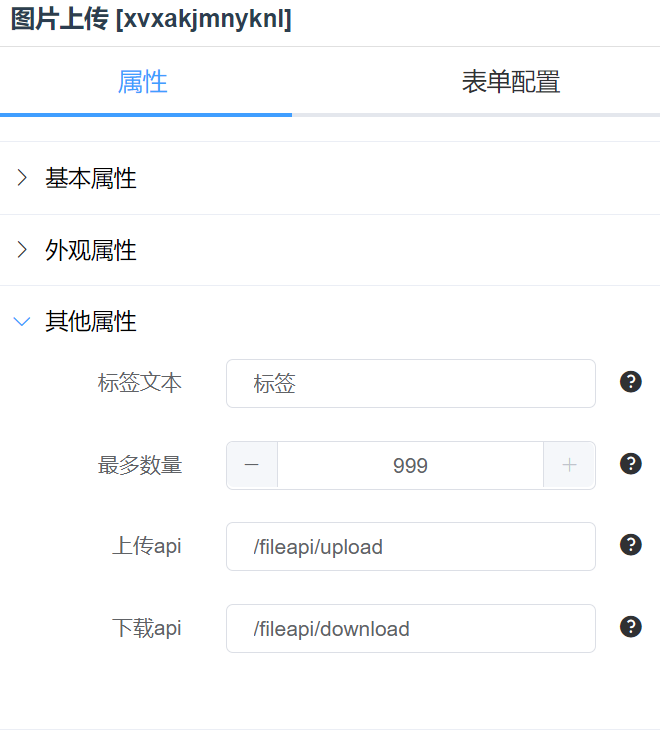 图片上传 [xvxakjmnyknl]
属性 表单配置
基本属性
外观属性
其他属性
标签文本 标签
最多数量 999
上传api /fileapi/upload
下载api /fileapi/download